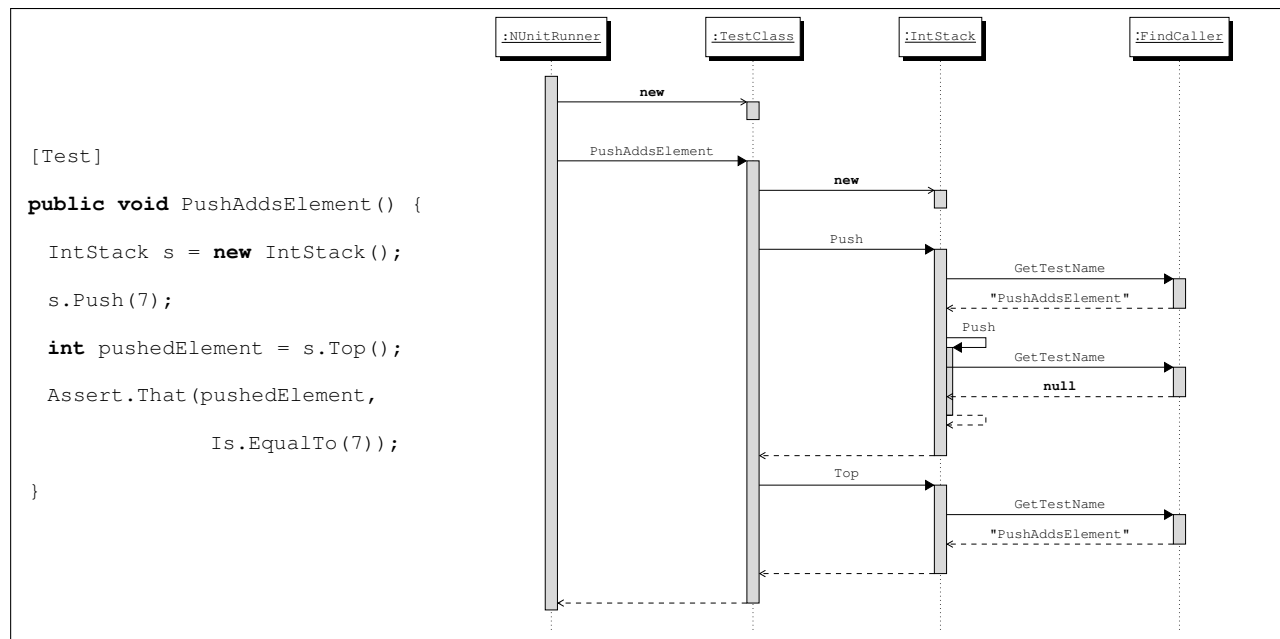 :NUnitRunner
:TestClass
:IntStack
:FindCaller
[Test]
public void PushAddsElement() {
IntStack s = new IntStack();
s.Push(7);
int pushedElement = s.Top();
Assert.That(pushedElement,
Is.EqualTo(7));
}
new
PushAddsElement
new
Push
GetTestName
"PushAddsElement"
Push
GetTestName
null
Top
GetTestName
"PushAddsElement"